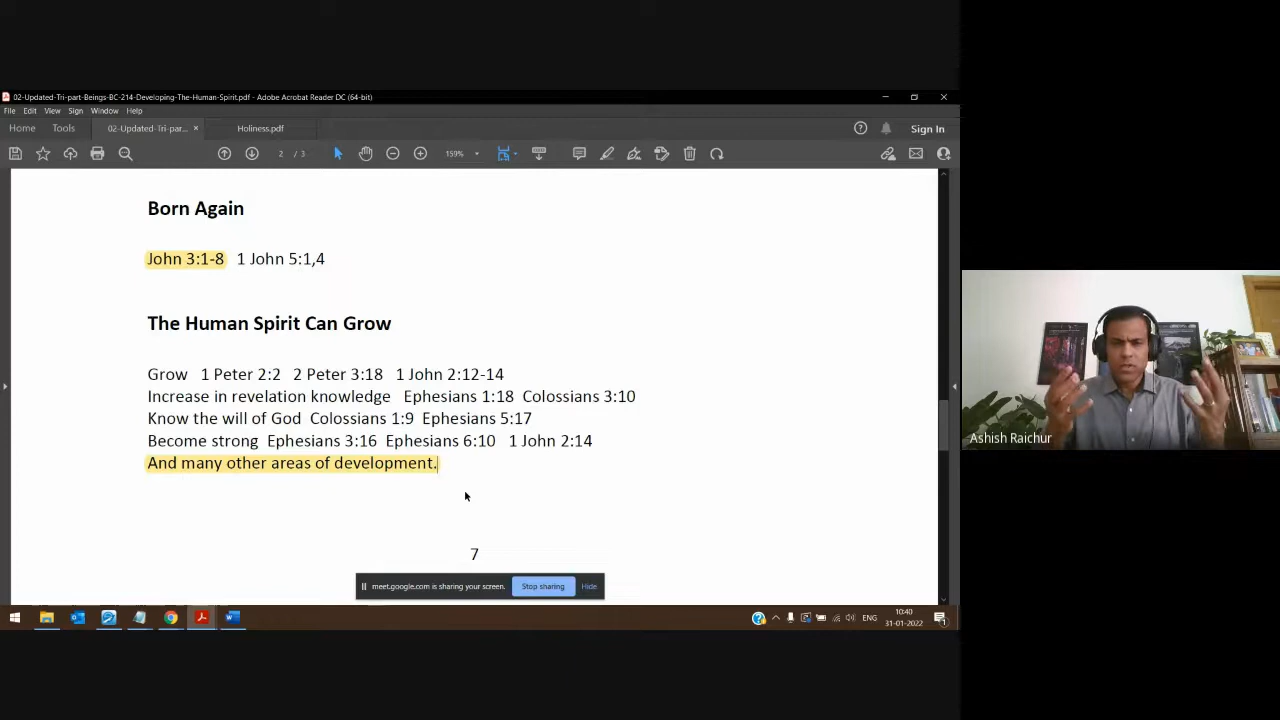 02-Updated-Tri-part-Beings-BC-214-Developing-The-Human-Spirit.pdf - Adobe Acrobat Reader DC (64-bit)
File Edit View Sign Window Help
Home Tools 02-Updated-Tri-par... × Holiness.pdf Sign In
2 / 3 159%
Born Again
John 3:1-8 1 John 5:1,4
The Human Spirit Can Grow
Grow 1 Peter 2:2 2 Peter 3:18 1 John 2:12-14
Increase in revelation knowledge Ephesians 1:18 Colossians 3:10
Know the will of God Colossians 1:9 Ephesians 5:17
Become strong Ephesians 3:16 Ephesians 6:10 1 John 2:14
And many other areas of development.
Ashish Raichur
7
meet.google.com is sharing your screen. Stop sharing Hide
ENG 10:40
31-01-2022